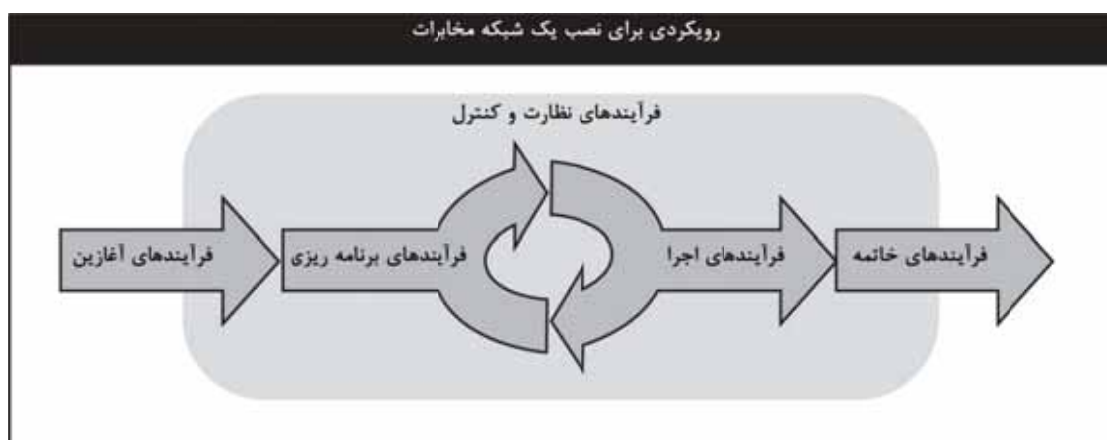 رویکردی برای نصب یک شبکه مخابرات
فرآیندهای نظارت و کنترل
فرآیندهای آغازین
فرآیندهای برنامه ریزی
فرآیندهای اجرا
فرآیندهای خاتمه